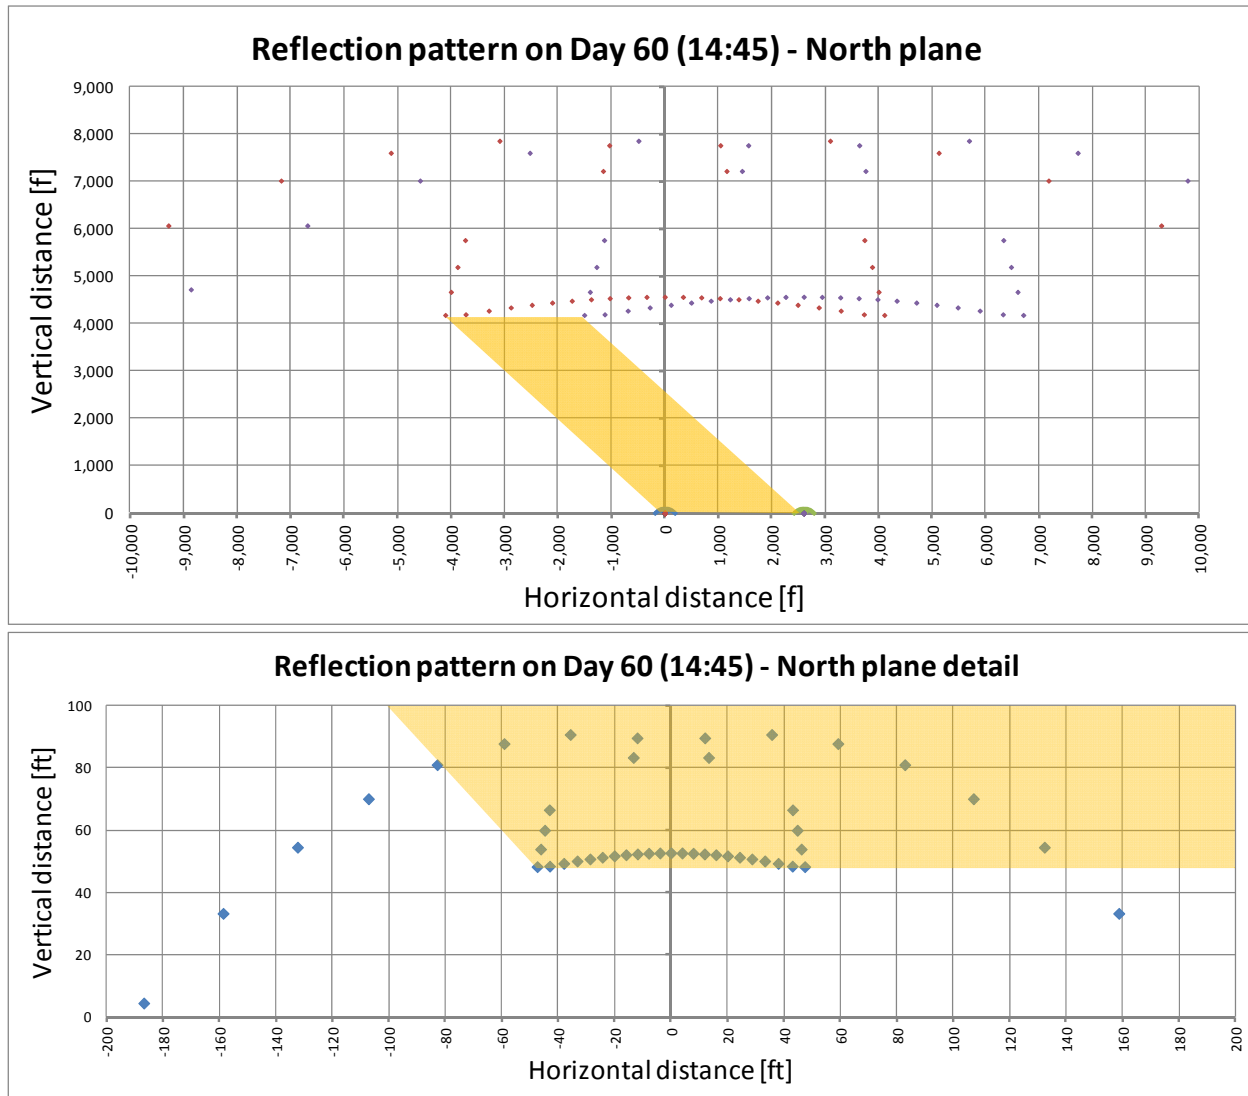 Reflection pattern on Day 60 (14:45) - North plane
Vertical distance [f]
9,000
8,000
7,000
6,000
5,000
4,000
3,000
2,000
1,000
0
-10,000 -9,000 -8,000 -7,000 -6,000 -5,000 -4,000 -3,000 -2,000 -1,000 0 1,000 2,000 3,000 4,000 5,000 6,000 7,000 8,000 9,000 10,000
Horizontal distance [f]
Reflection pattern on Day 60 (14:45) - North plane detail
Vertical distance [ft]
100
80
60
40
20
0
-200 -180 -160 -140 -120 -100 -80 -60 -40 -20 0 20 40 60 80 100 120 140 160 180 200
Horizontal distance [ft]